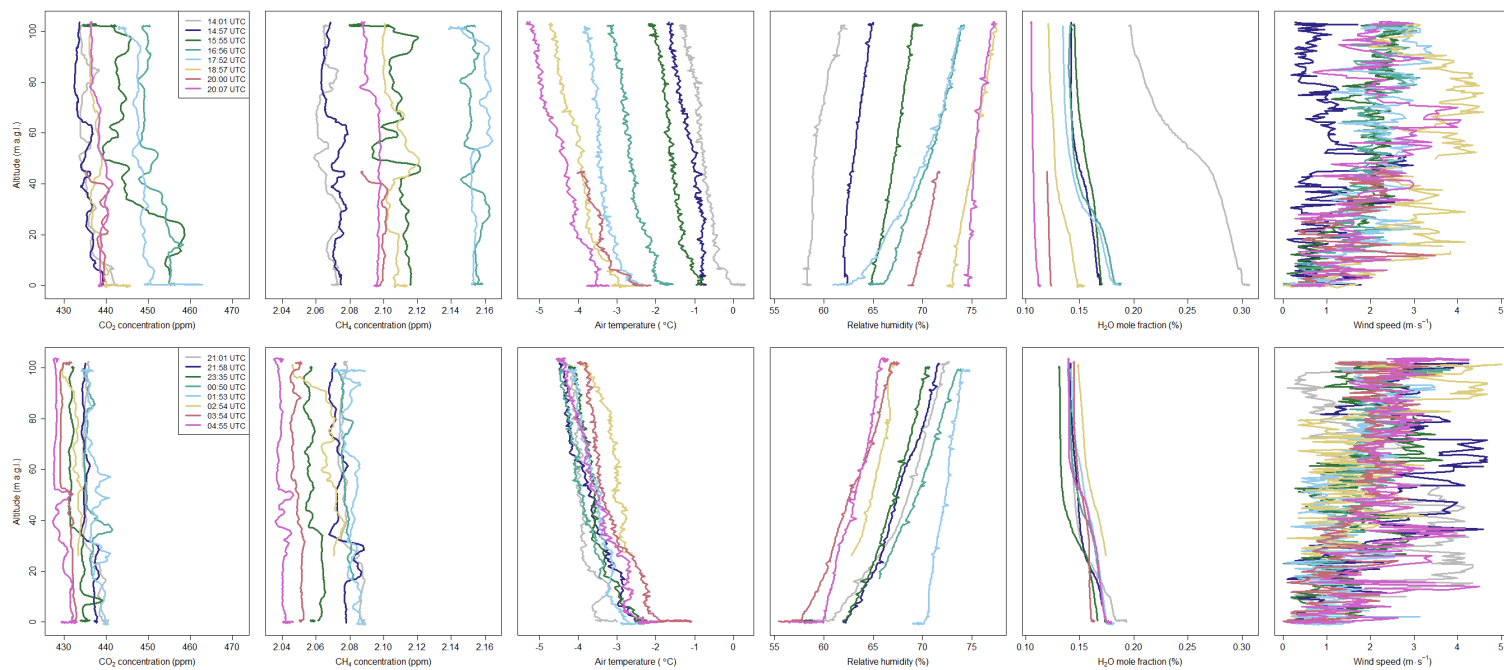 Altitude (m a.g.l.)
0 20 40 60 80 100
14:01 UTC
14:57 UTC
15:55 UTC
16:56 UTC
17:52 UTC
18:57 UTC
20:00 UTC
20:07 UTC
430 440 450 460 470
CO₂ concentration (ppm)
2.04 2.06 2.08 2.10 2.12 2.14 2.16
CH₄ concentration (ppm)
-5 -4 -3 -2 -1 0
Air temperature ( °C)
60 65 70 75
Relative humidity (%)
0.10 0.15 0.20 0.25 0.30
H₂O mole fraction (%)
0 1 2 3 4 5
Wind speed (m·s⁻¹)
Altitude (m a.g.l.)
0 20 40 60 80 100
21:01 UTC
21:58 UTC
23:35 UTC
00:50 UTC
01:53 UTC
02:54 UTC
03:54 UTC
04:55 UTC
430 440 450 460 470
CO₂ concentration (ppm)
2.04 2.06 2.08 2.10 2.12 2.14 2.16
CH₄ concentration (ppm)
-5 -4 -3 -2 -1 0
Air temperature ( °C)
60 65 70 75
Relative humidity (%)
0.10 0.15 0.20 0.25 0.30
H₂O mole fraction (%)
0 1 2 3 4 5
Wind speed (m·s⁻¹)